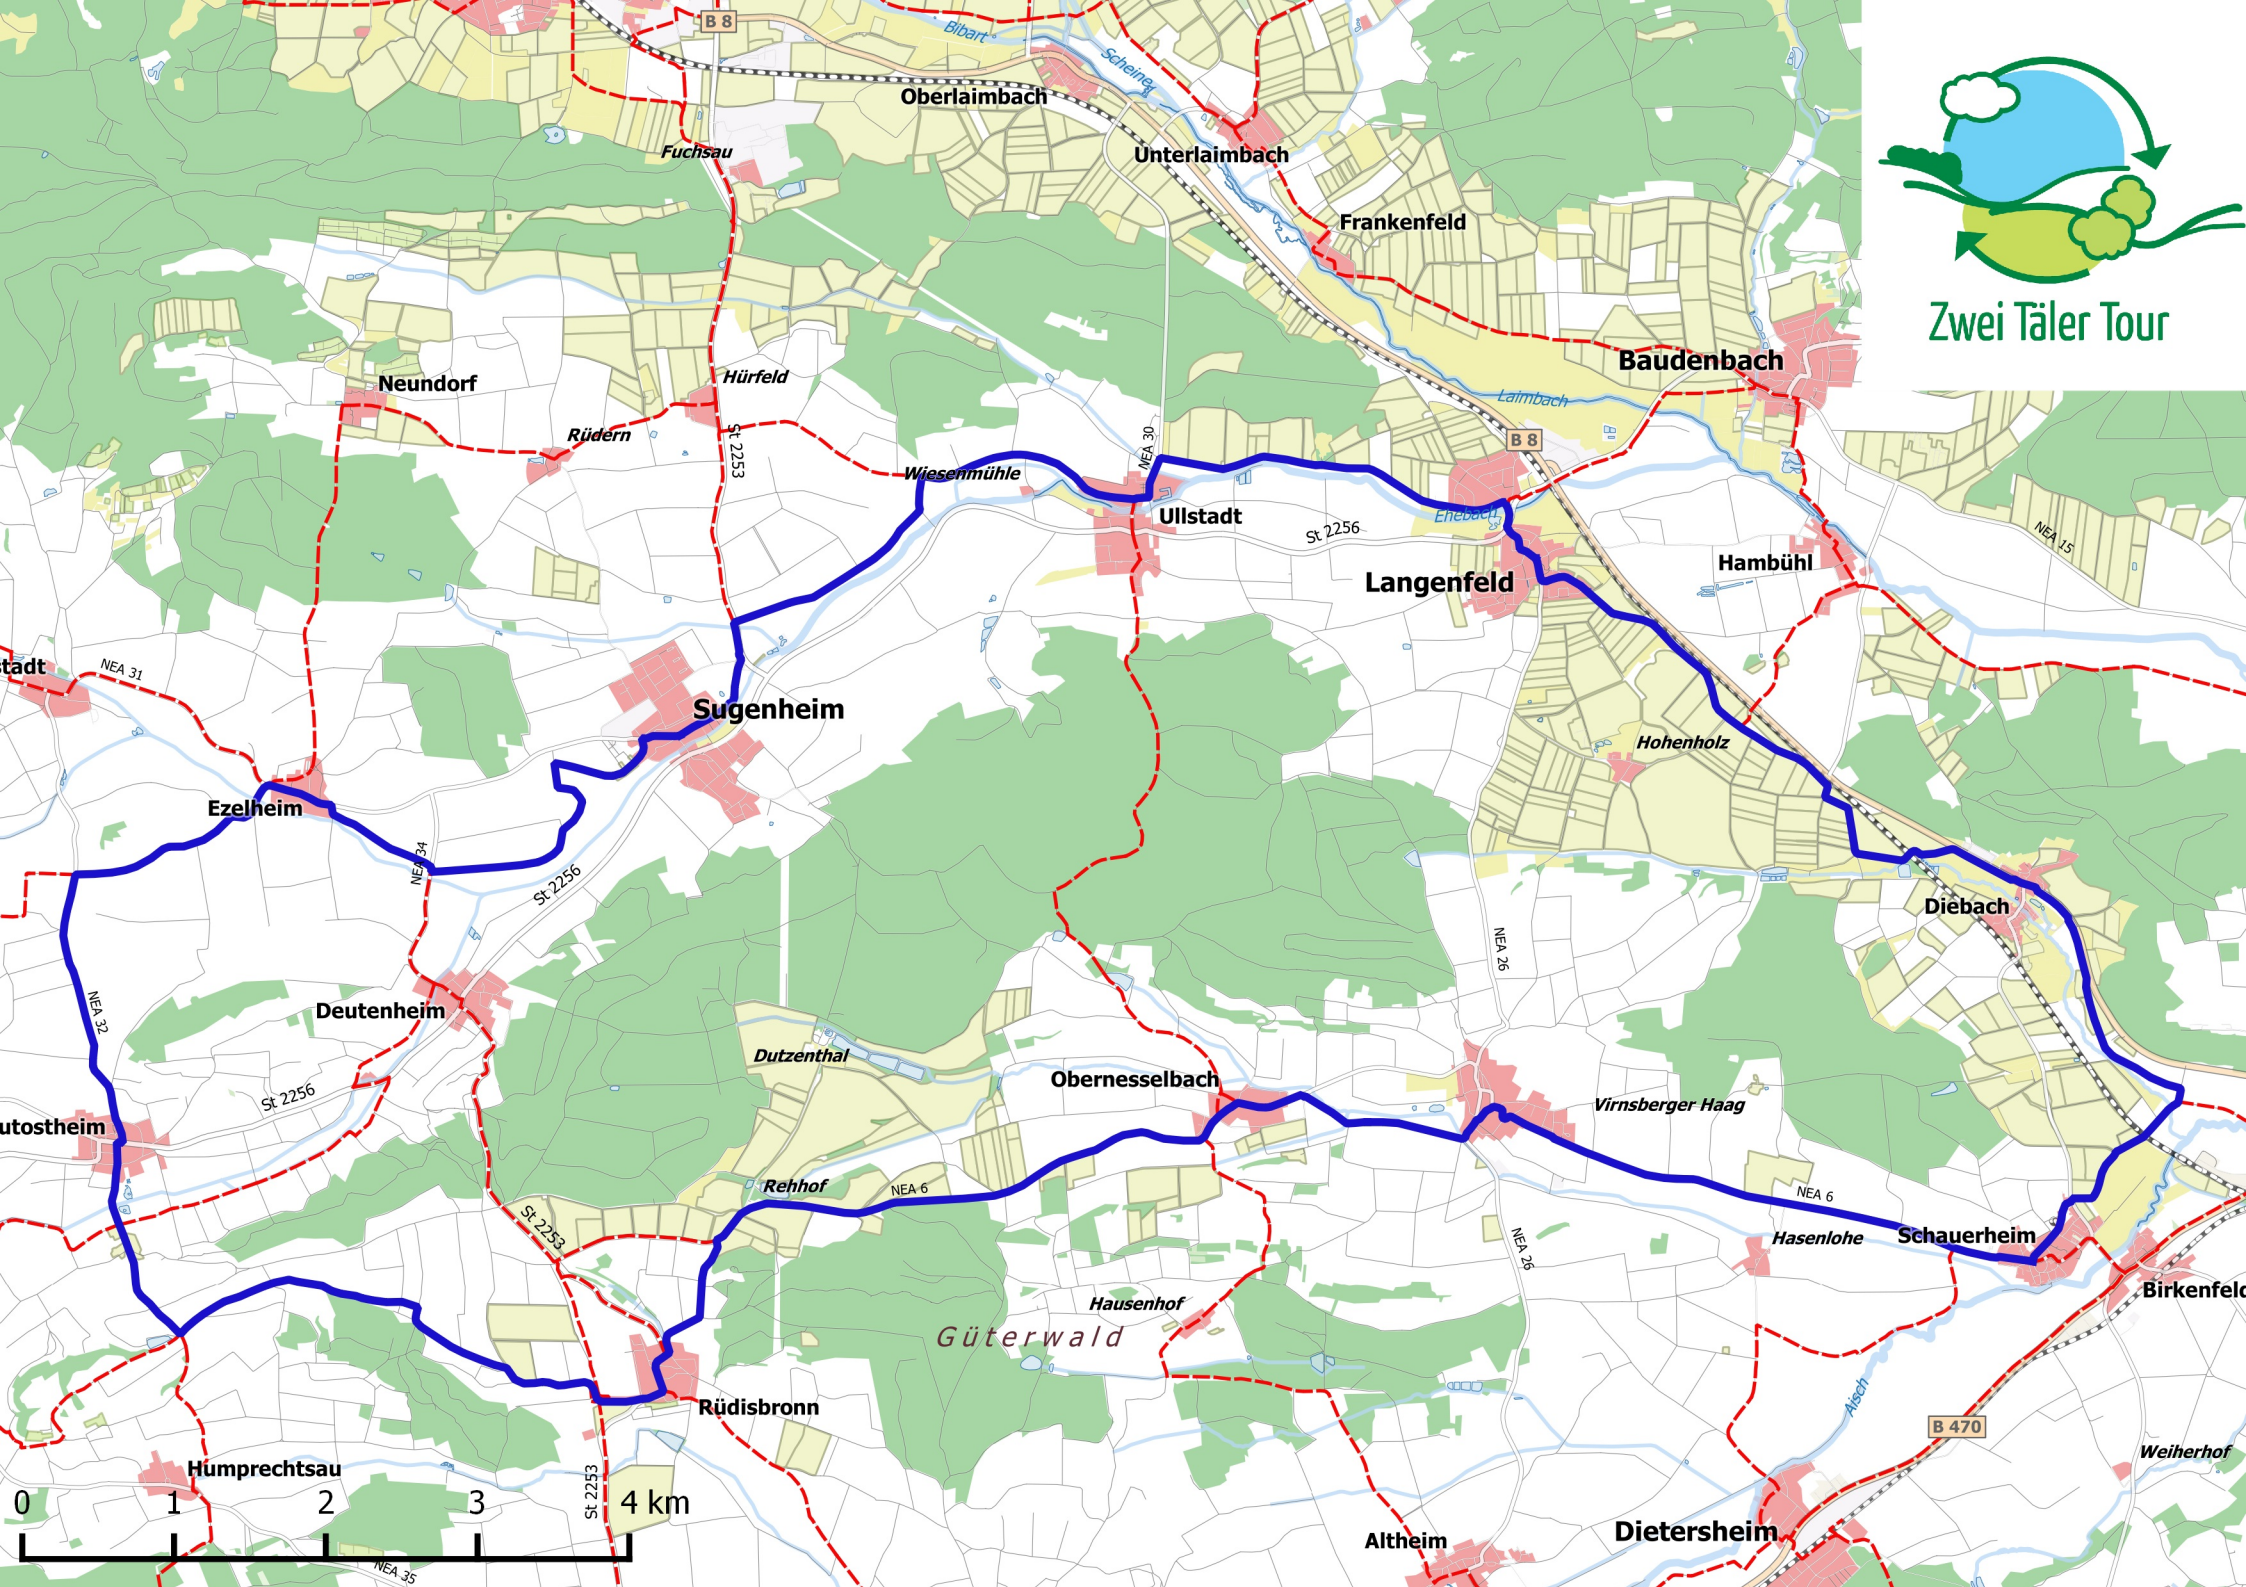 B 8
Bibart
Scheine
Oberlaimbach
Fuchsau
Unterlaimbach
Frankenfeld
Zwei Täler Tour
Baudenbach
Neundorf
Hürfeld
Laimbach
Rüdern
St 2253
NEA 30
B 8
Wiesenmühle
Ullstadt
Ehebach
St 2256
NEA 15
Hambühl
Langenfeld
stadt
NEA 31
Sugenheim
Hohenholz
Ezelheim
NEA 34
St 2256
Diebach
NEA 26
NEA 32
Deutenheim
Dutzenthal
Obernesselbach
St 2256
Virnsberger Haag
utostheim
Rehhof
NEA 6
NEA 6
St 2253
Schauerheim
Hasenlohe
NEA 26
Birkenfeld
Hausenhof
Güterwald
Aisch
Rüdisbronn
B 470
Weiherhof
Humprechtsau
St 2253
0 1 2 3 4 km
Dietersheim
Altheim
NEA 35